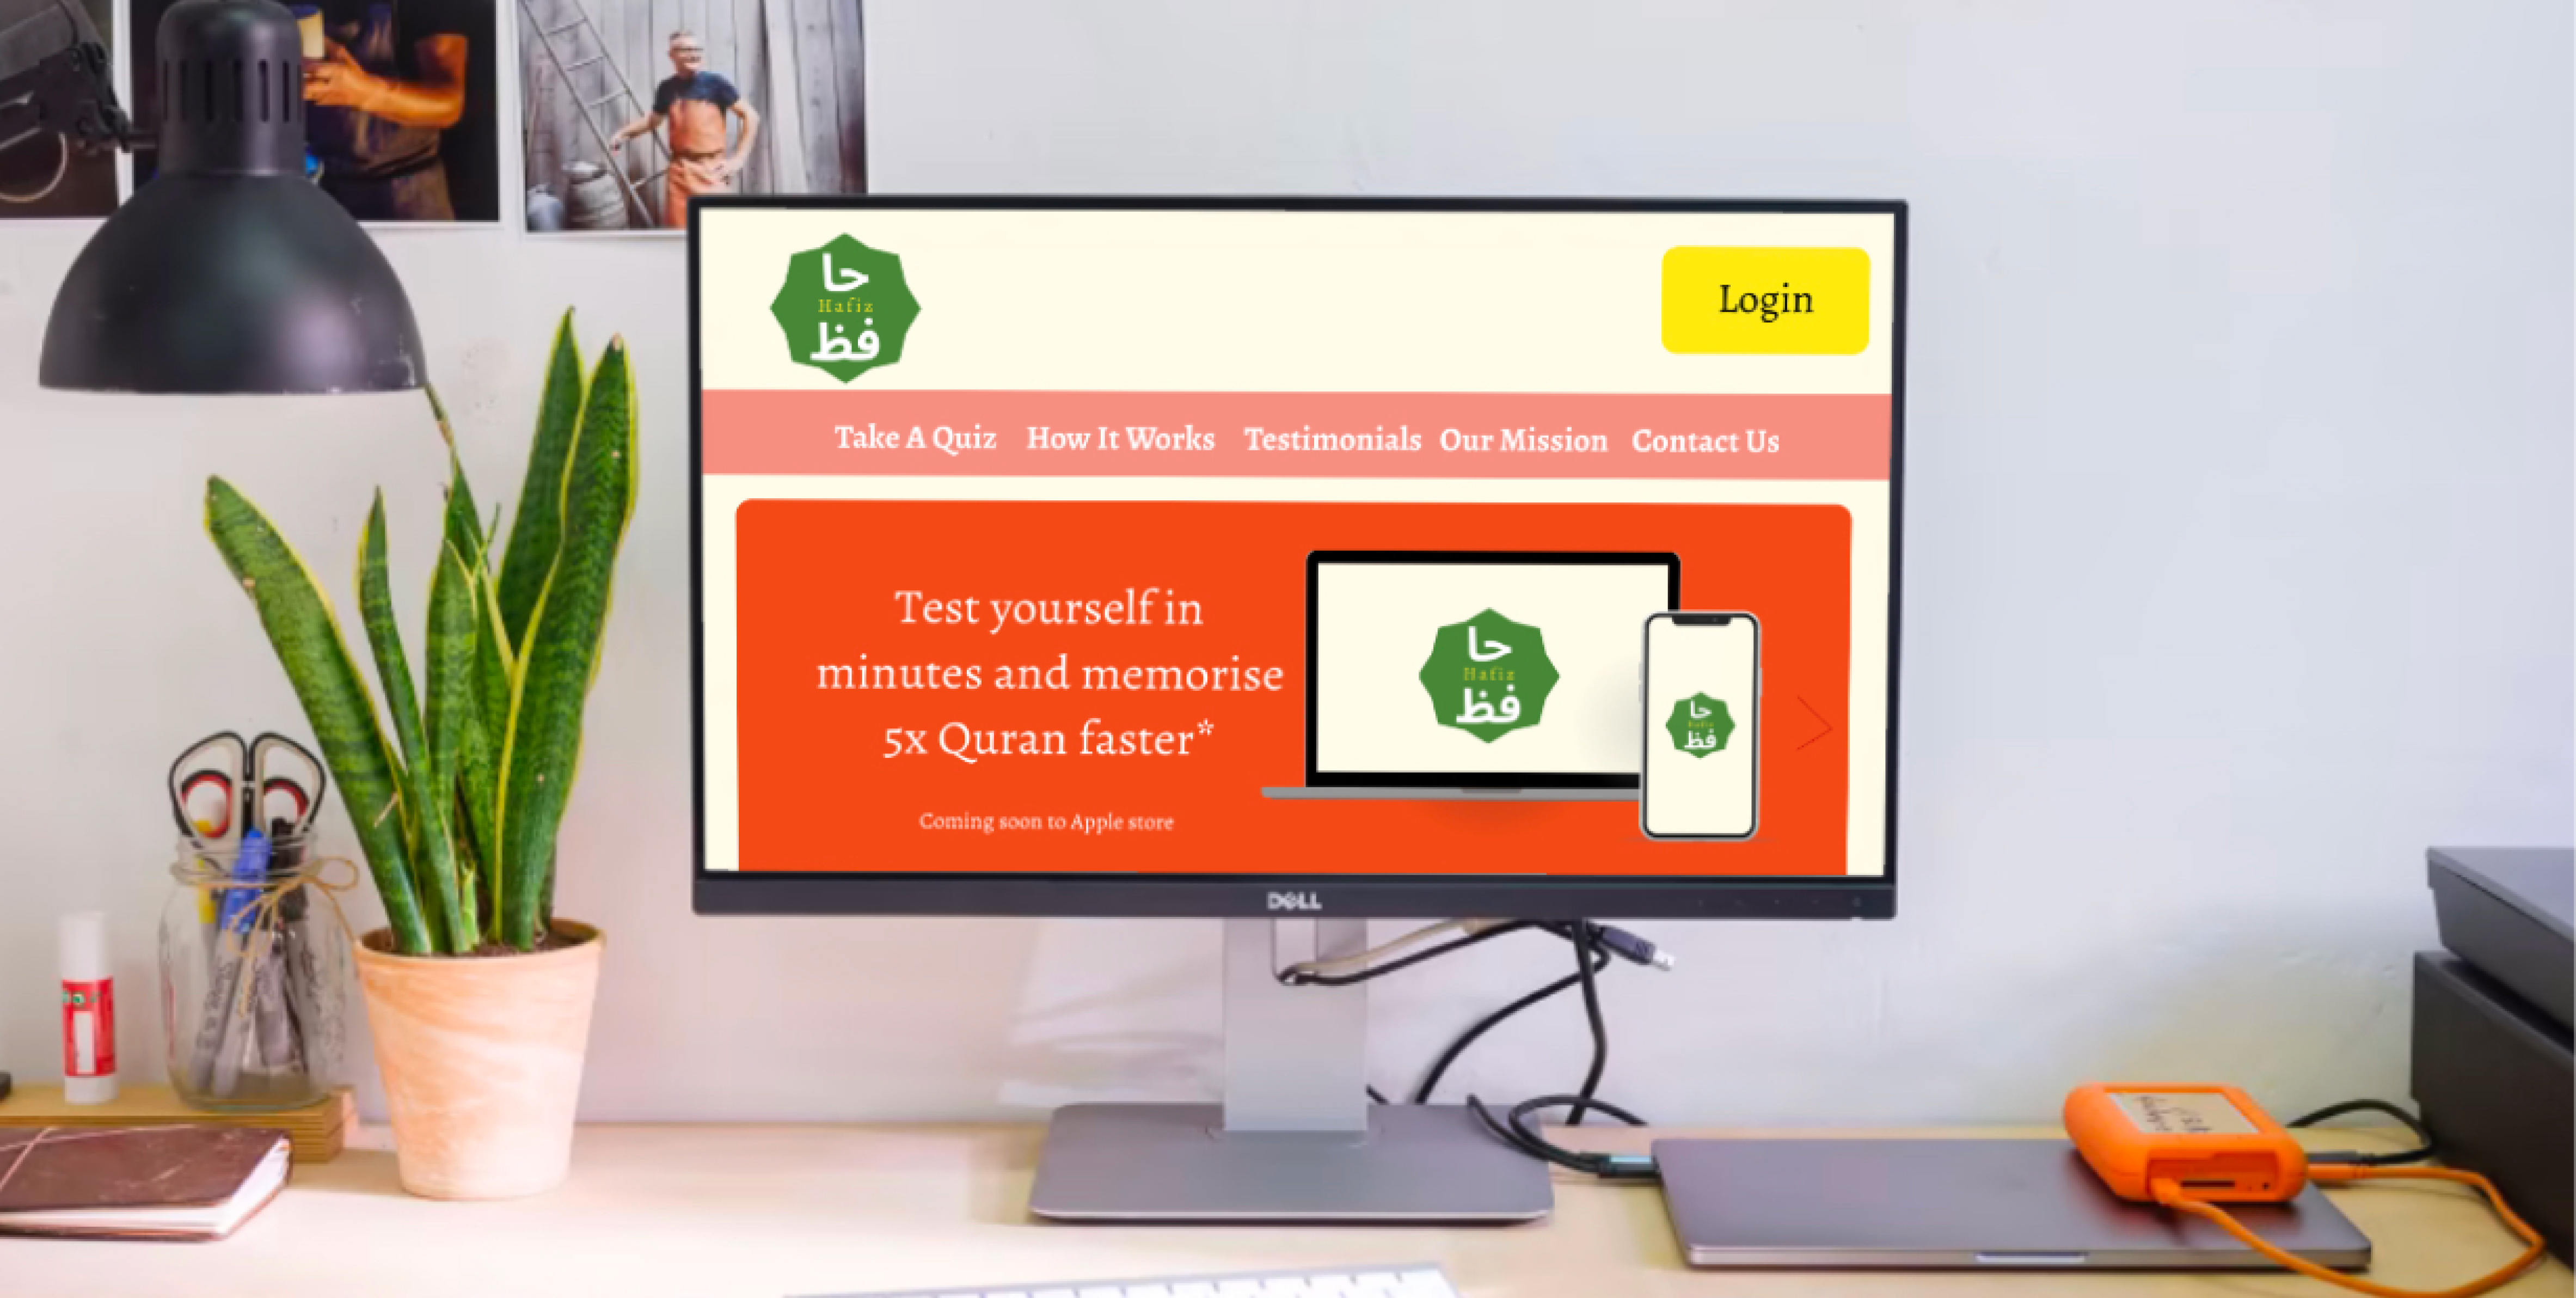 حا
Hafiz
فظ
Login
Take A Quiz How It Works Testimonials Our Mission Contact Us
Test yourself in
minutes and memorise
5x Quran faster*
Coming soon to Apple store
حا
Hafiz
فظ
حا
Hafiz
فظ
DELL